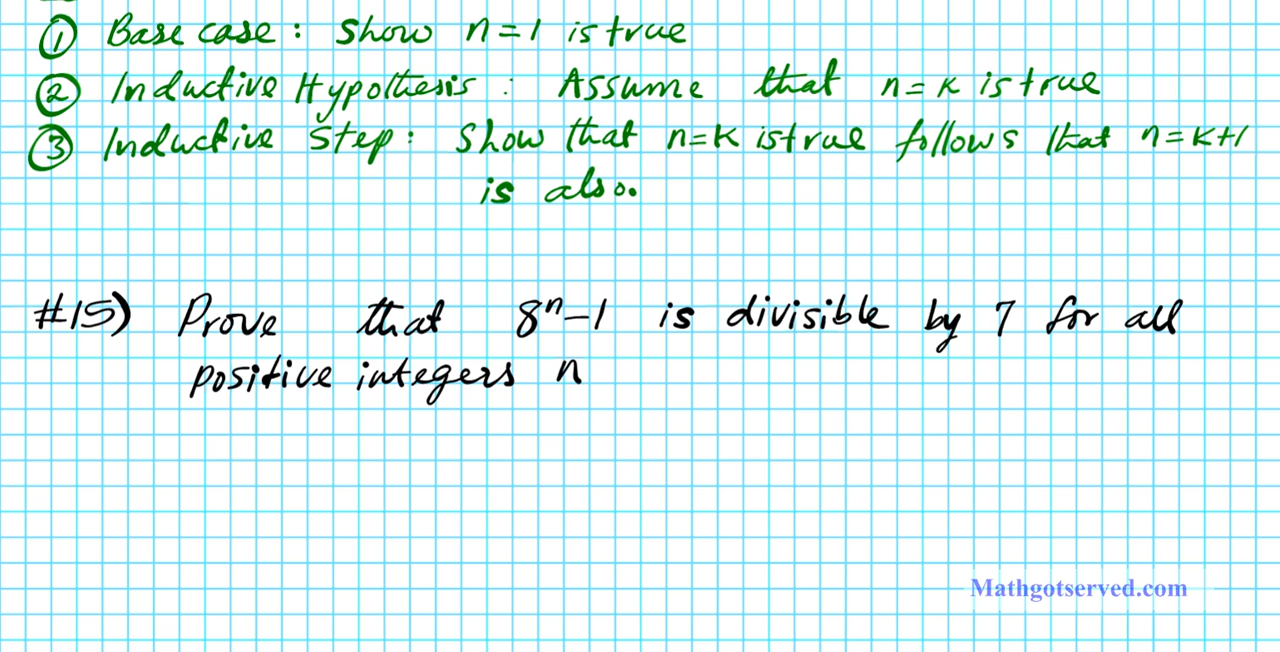 ① Base case: Show n=1 is true
② Inductive Hypothesis: Assume that n=k is true
③ Inductive Step: Show that n=k is true follows that n=k+1
is also.
#15) Prove that 8ⁿ-1 is divisible by 7 for all
positive integers n
Mathgotserved.com